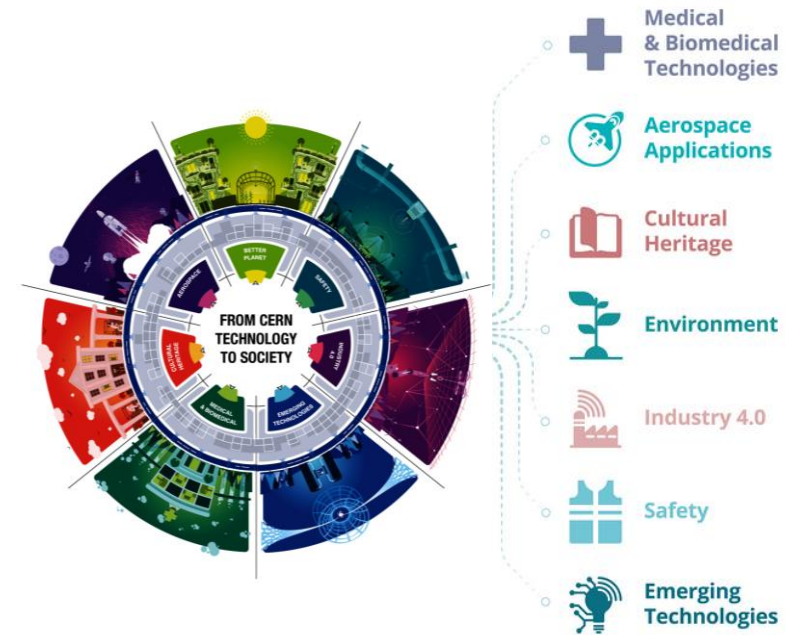 BETTER
PLANET
AEROSPACE
SAFETY
FROM CERN
TECHNOLOGY
TO SOCIETY
CULTURAL
HERITAGE
INDUSTRY
4.0
MEDICAL
& BIOMEDICAL
EMERGING
TECHNOLOGIES
Medical
& Biomedical
Technologies
Aerospace
Applications
Cultural
Heritage
Environment
Industry 4.0
Safety
Emerging
Technologies